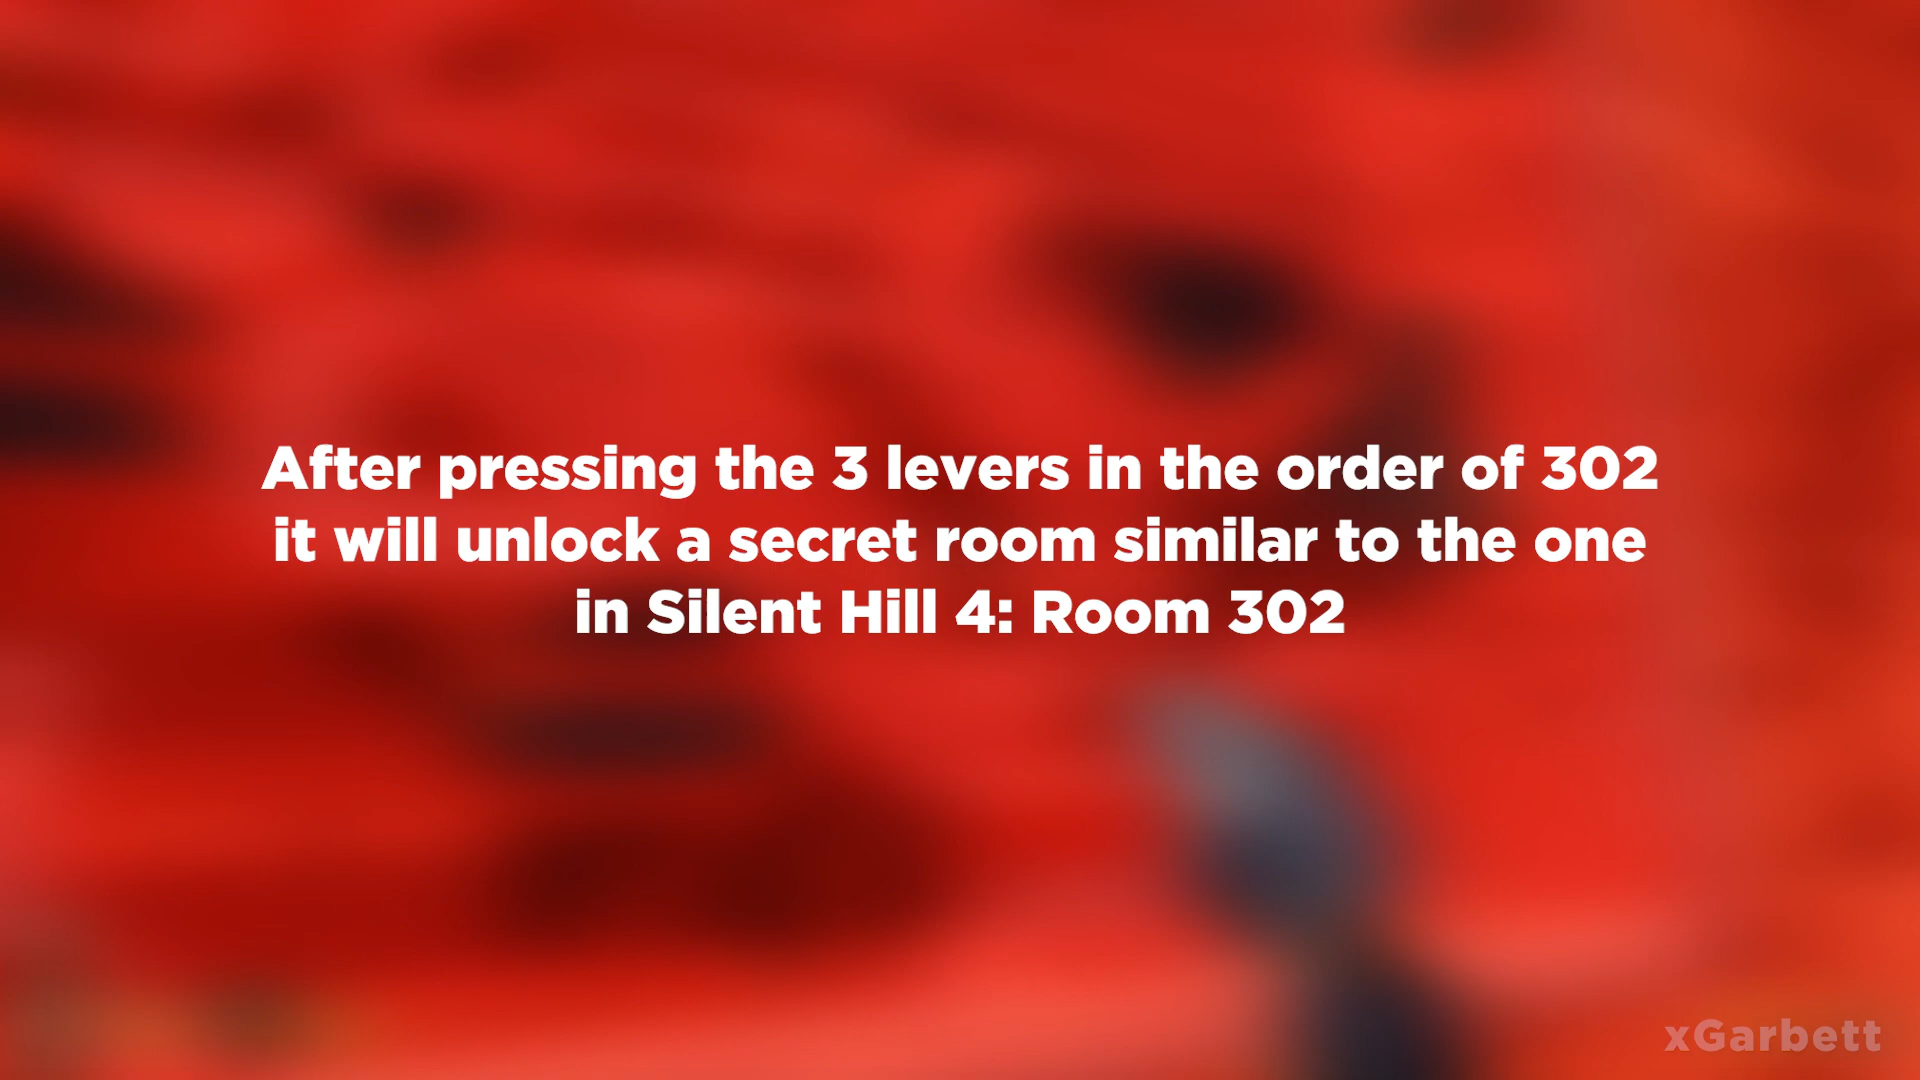 After pressing the 3 levers in the order of 302
it will unlock a secret room similar to the one
in Silent Hill 4: Room 302
xGarbett